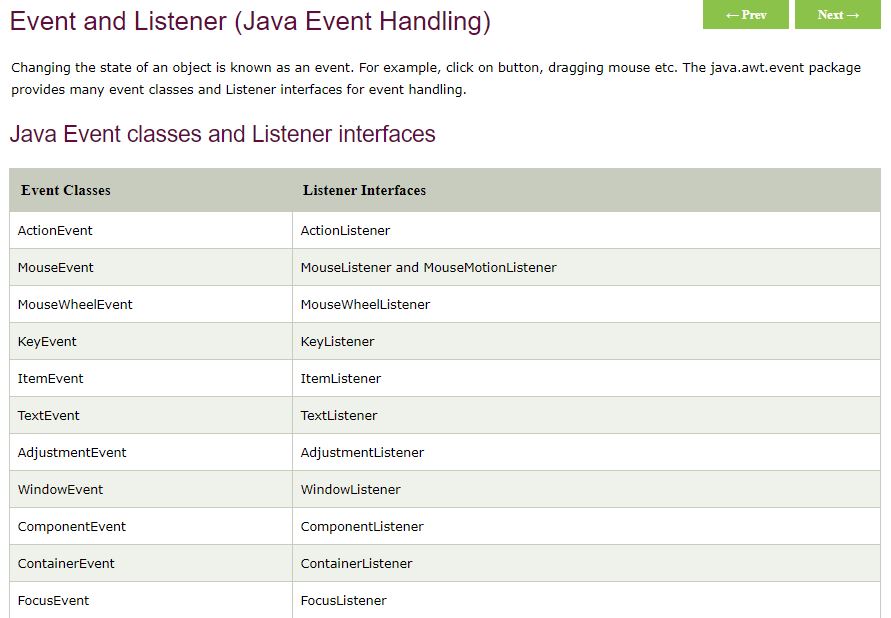 Event and Listener (Java Event Handling)
← Prev
Next →
Changing the state of an object is known as an event. For example, click on button, dragging mouse etc. The java.awt.event package
provides many event classes and Listener interfaces for event handling.
Java Event classes and Listener interfaces
Event Classes Listener Interfaces
ActionEvent ActionListener
MouseEvent MouseListener and MouseMotionListener
MouseWheelEvent MouseWheelListener
KeyEvent KeyListener
ItemEvent ItemListener
TextEvent TextListener
AdjustmentEvent AdjustmentListener
WindowEvent WindowListener
ComponentEvent ComponentListener
ContainerEvent ContainerListener
FocusEvent FocusListener